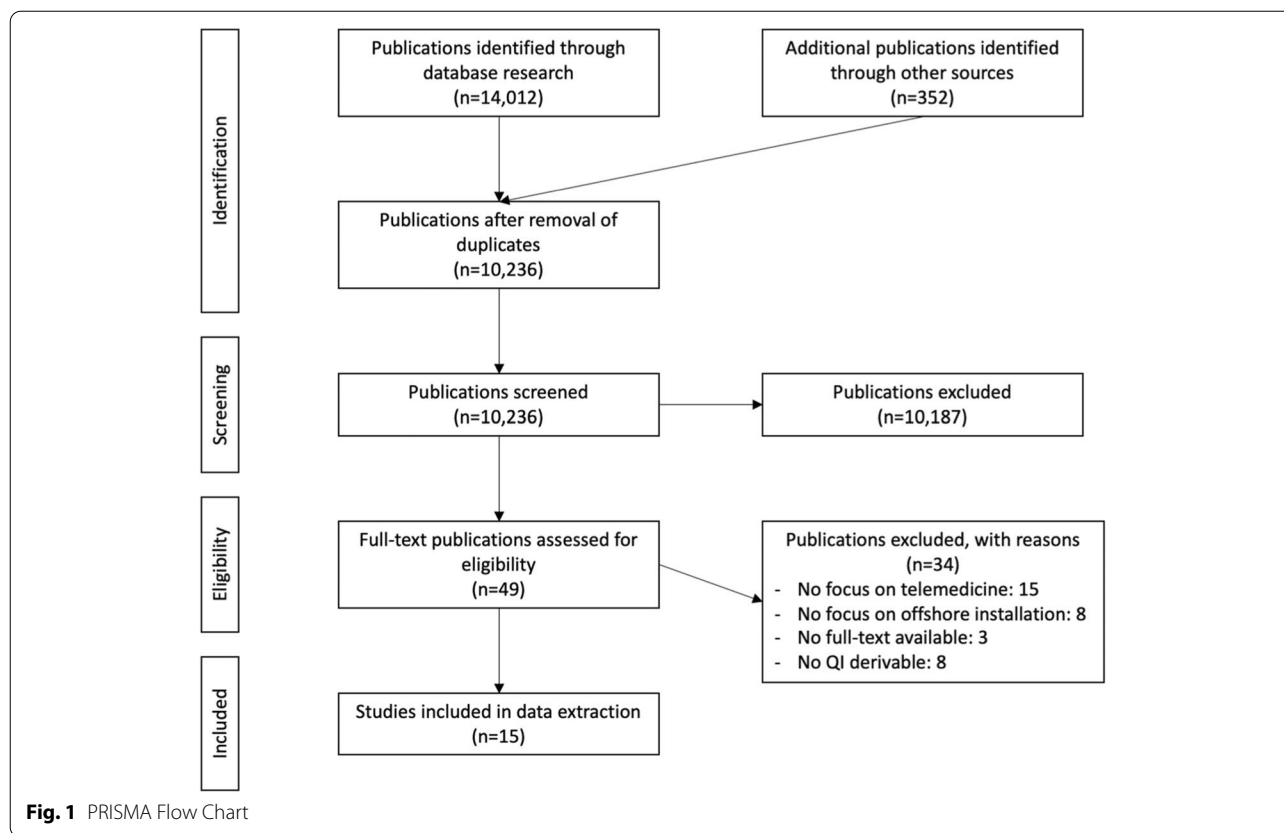 Identification
Publications identified through
database research
(n=14,012)
Additional publications identified
through other sources
(n=352)
Publications after removal of
duplicates
(n=10,236)
Screening
Publications screened
(n=10,236)
Publications excluded
(n=10,187)
Eligibility
Full-text publications assessed for
eligibility
(n=49)
Publications excluded, with reasons
(n=34)
- No focus on telemedicine: 15
- No focus on offshore installation: 8
- No full-text available: 3
- No QI derivable: 8
Included
Studies included in data extraction
(n=15)
Fig. 1 PRISMA Flow Chart